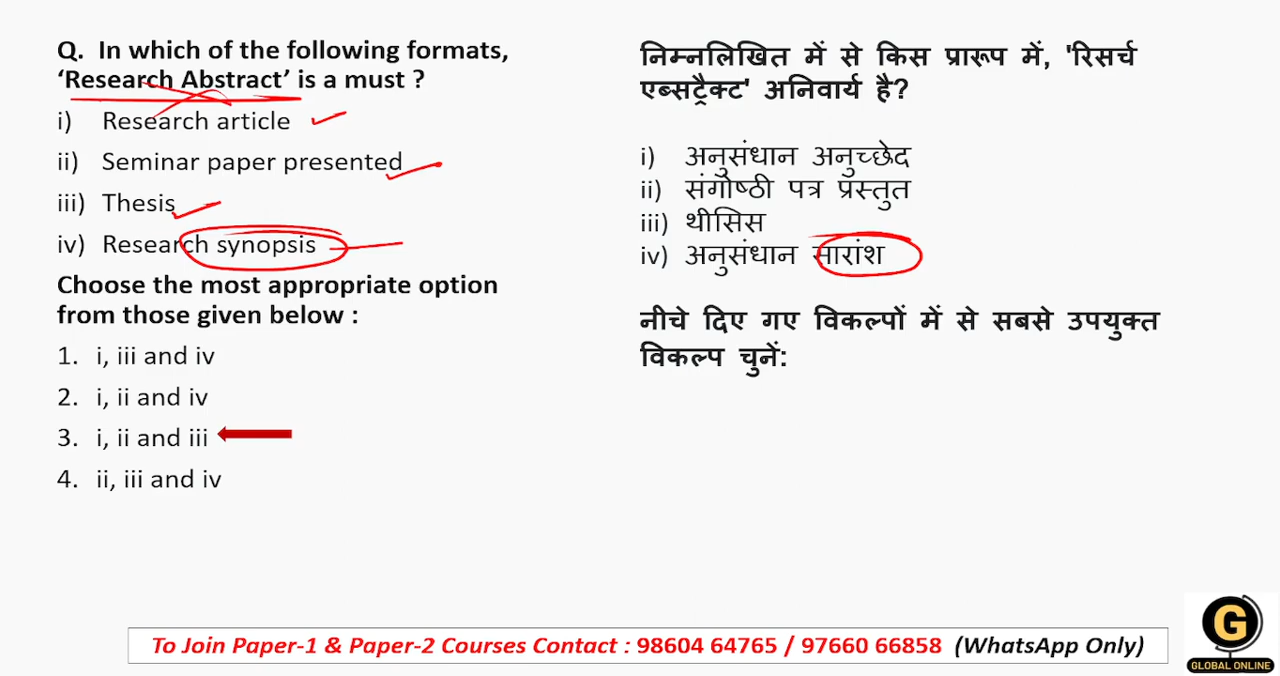 Q. In which of the following formats,
‘Research Abstract’ is a must ?
i) Research article
ii) Seminar paper presented
iii) Thesis
iv) Research synopsis
Choose the most appropriate option
from those given below :
1. i, iii and iv
2. i, ii and iv
3. i, ii and iii
4. ii, iii and iv
निम्नलिखित में से किस प्रारूप में, 'रिसर्च
एब्सट्रैक्ट' अनिवार्य है?
i) अनुसंधान अनुच्छेद
ii) संगोष्ठी पत्र प्रस्तुत
iii) थीसिस
iv) अनुसंधान सारांश
नीचे दिए गए विकल्पों में से सबसे उपयुक्त
विकल्प चुनें:
To Join Paper-1 & Paper-2 Courses Contact : 98604 64765 / 97660 66858 (WhatsApp Only)
G
GLOBAL ONLINE